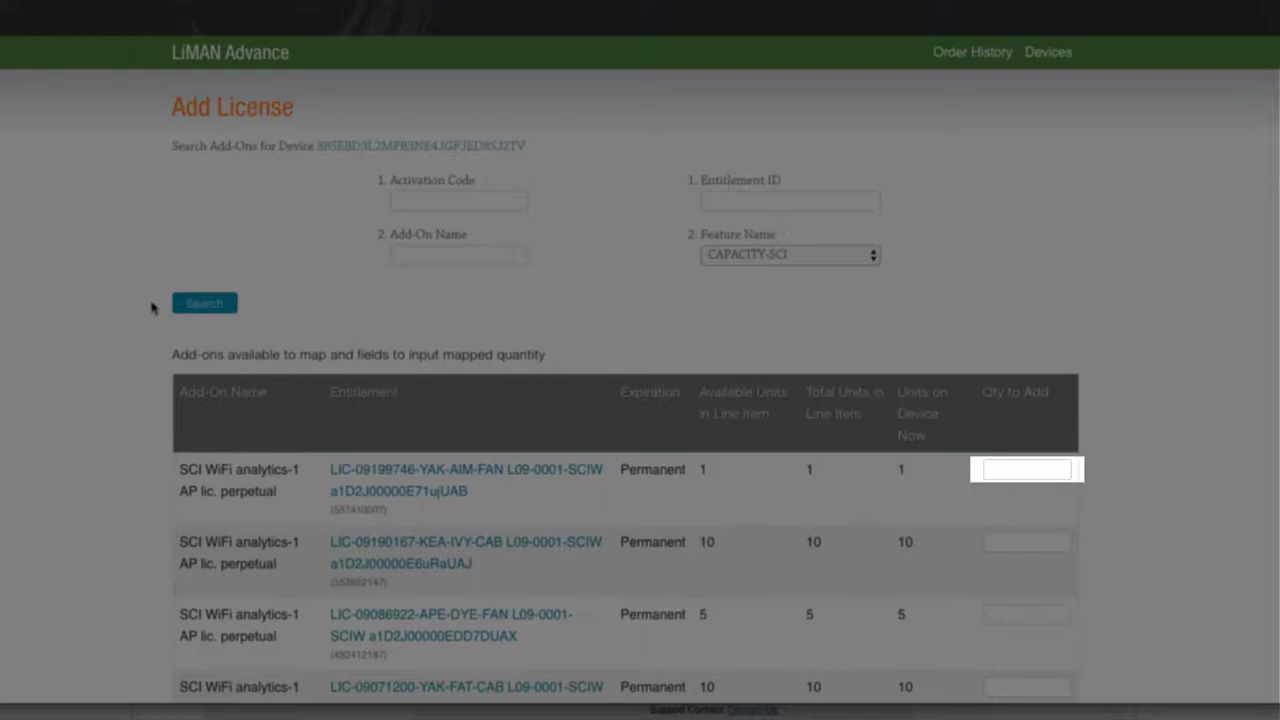 LiMAN Advance
Order History Devices
Add License
Search Add-Ons for Device 88SEBD3L2MPB3NE4JGFJED8SJ2TV
1. Activation Code
1. Entitlement ID
2. Add-On Name
2. Feature Name
CAPACITY-SCI
Search
Add-ons available to map and fields to input mapped quantity
Add-On Name Entitlement Expiration Available Units Total Units in Units on Qty to Add
in Line Item Line Item Device
Now
SCI WiFi analytics-1 LIC-09199746-YAK-AIM-FAN L09-0001-SCIW Permanent 1 1 1
AP lic. perpetual a1D2J00000E71ujUAB
(557410007)
SCI WiFi analytics-1 LIC-09190167-KEA-IVY-CAB L09-0001-SCIW Permanent 10 10 10
AP lic. perpetual a1D2J00000E6uRaUAJ
(552922147)
SCI WiFi analytics-1 LIC-09086922-APE-DYE-FAN L09-0001- Permanent 5 5 5
AP lic. perpetual SCIW a1D2J00000EDD7DUAX
(492412187)
SCI WiFi analytics-1 LIC-09071200-YAK-FAT-CAB L09-0001-SCIW Permanent 10 10 10
Support Contact Contact Us